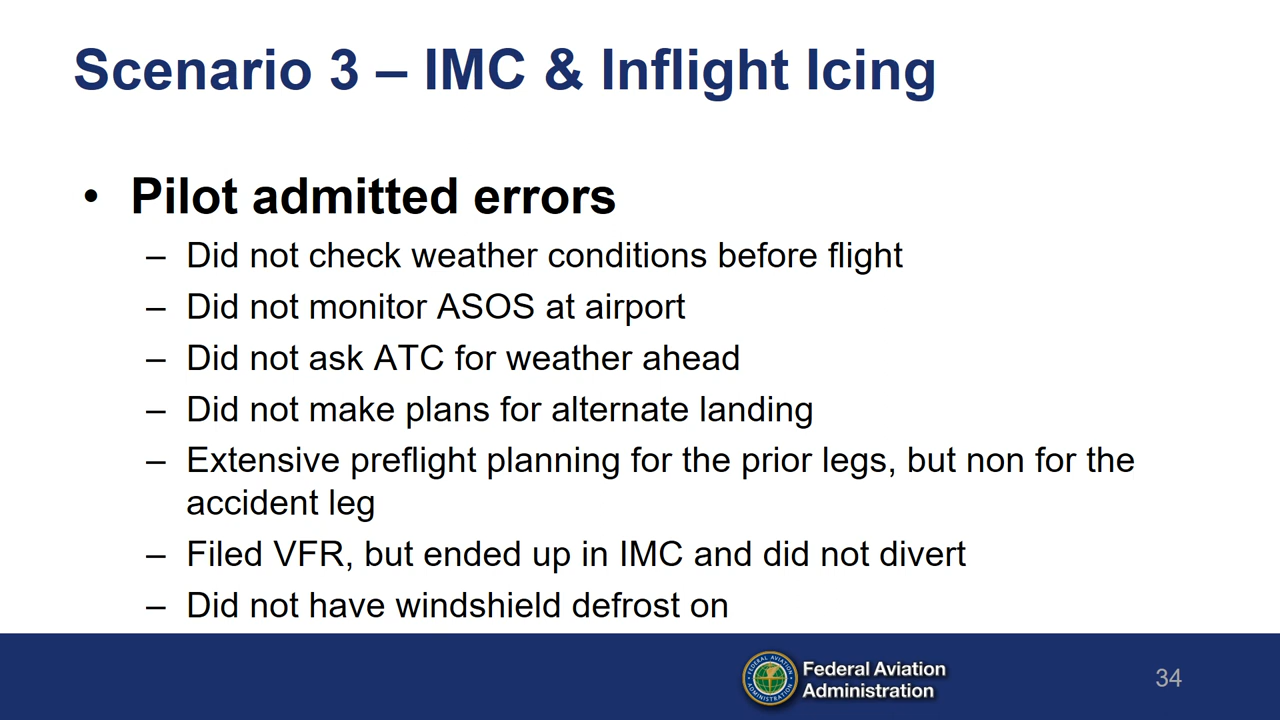 Scenario 3 – IMC & Inflight Icing
• Pilot admitted errors
– Did not check weather conditions before flight
– Did not monitor ASOS at airport
– Did not ask ATC for weather ahead
– Did not make plans for alternate landing
– Extensive preflight planning for the prior legs, but non for the
accident leg
– Filed VFR, but ended up in IMC and did not divert
– Did not have windshield defrost on
FEDERAL AVIATION
ADMINISTRATION
Federal Aviation
Administration
34